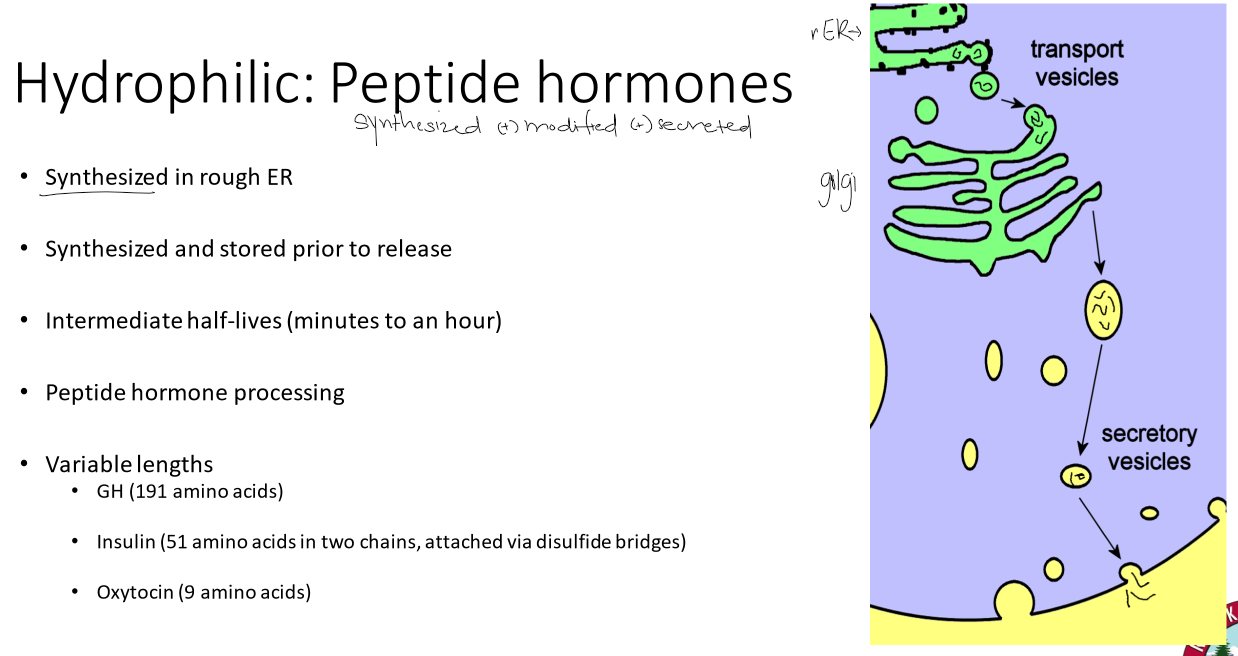 rER→
transport
vesicles
Hydrophilic: Peptide hormones
synthesized (+) modified (+) secreted
• Synthesized in rough ER
golgi
• Synthesized and stored prior to release
• Intermediate half-lives (minutes to an hour)
• Peptide hormone processing
secretory
vesicles
• Variable lengths
• GH (191 amino acids)
• Insulin (51 amino acids in two chains, attached via disulfide bridges)
• Oxytocin (9 amino acids)